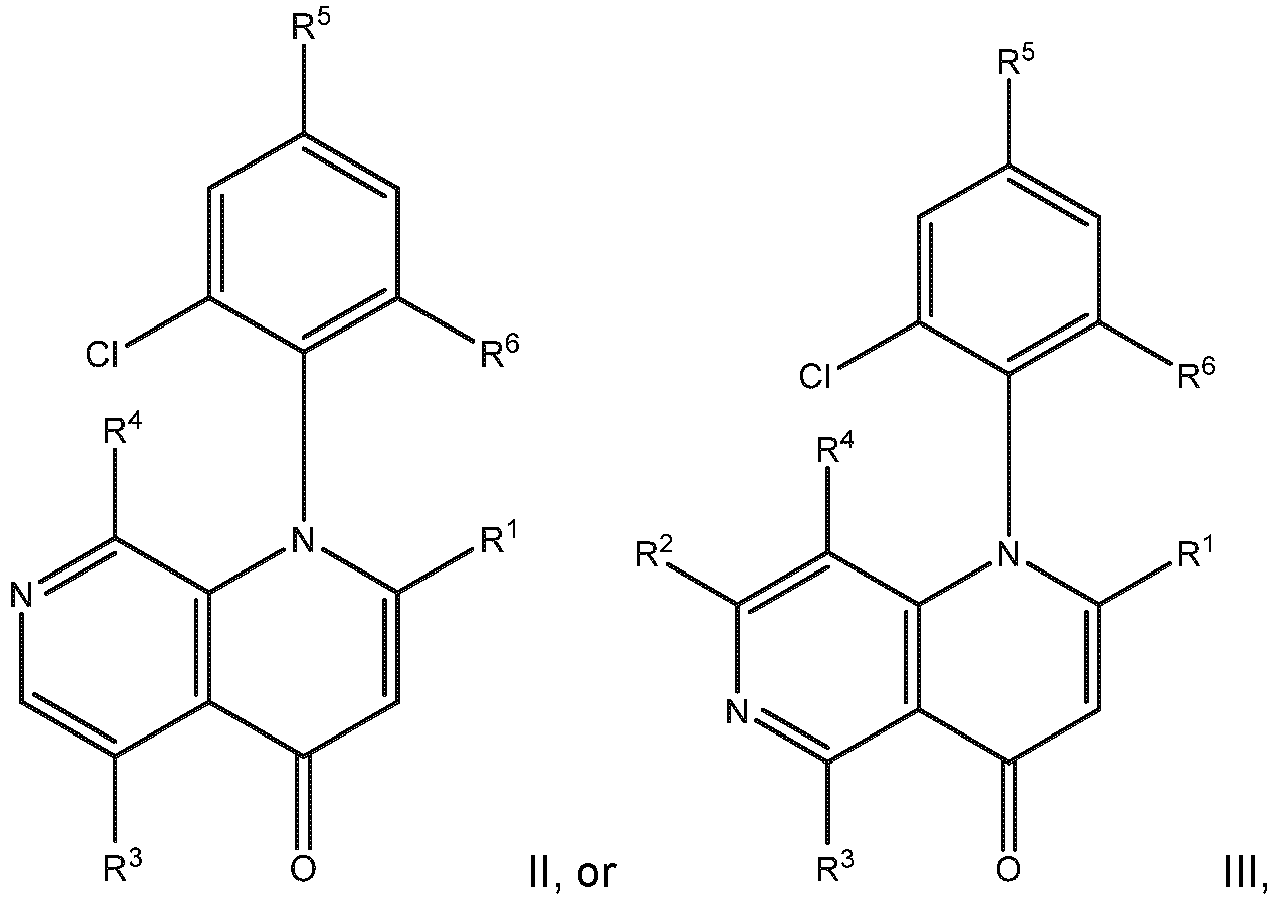 R⁵
R⁵
Cl
R⁶
Cl
R⁶
R⁴
R⁴
N
R¹
R²
N
R¹
N
N
R³
O
II, or
R³
O
III,